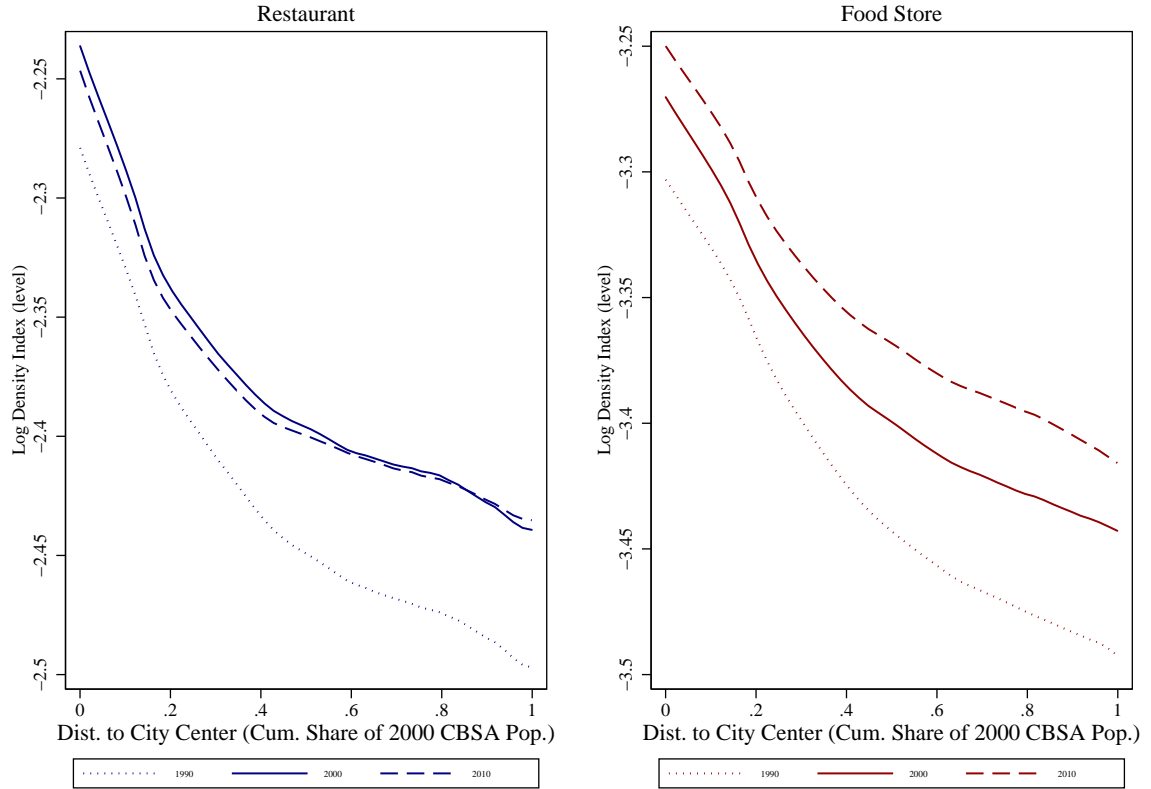 Restaurant
Log Density Index (level)
−2.25
−2.3
−2.35
−2.4
−2.45
−2.5
0 .2 .4 .6 .8 1
Dist. to City Center (Cum. Share of 2000 CBSA Pop.)
1990 2000 2010
Food Store
Log Density Index (level)
−3.25
−3.3
−3.35
−3.4
−3.45
−3.5
0 .2 .4 .6 .8 1
Dist. to City Center (Cum. Share of 2000 CBSA Pop.)
1990 2000 2010